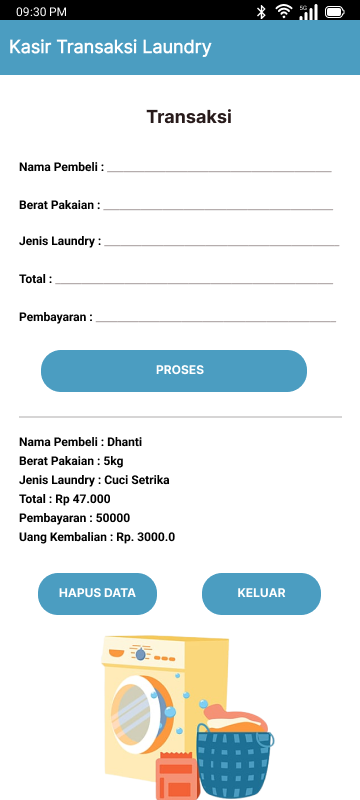 09:30 PM
5G
Kasir Transaksi Laundry
Transaksi
Nama Pembeli :
Berat Pakaian :
Jenis Laundry :
Total :
Pembayaran :
PROSES
Nama Pembeli : Dhanti
Berat Pakaian : 5kg
Jenis Laundry : Cuci Setrika
Total : Rp 47.000
Pembayaran : 50000
Uang Kembalian : Rp. 3000.0
HAPUS DATA
KELUAR